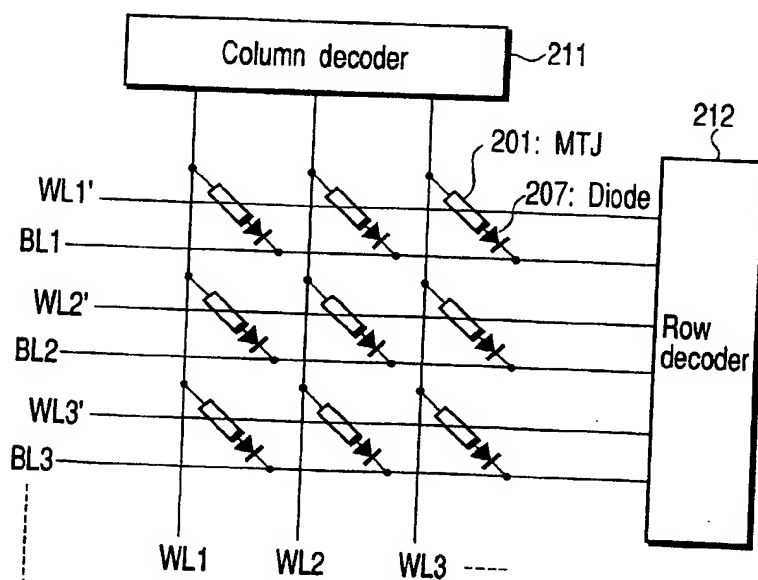 Column decoder
211
212
201: MTJ
207: Diode
WL1'
BL1
WL2'
BL2
Row
decoder
WL3'
BL3
WL1
WL2
WL3